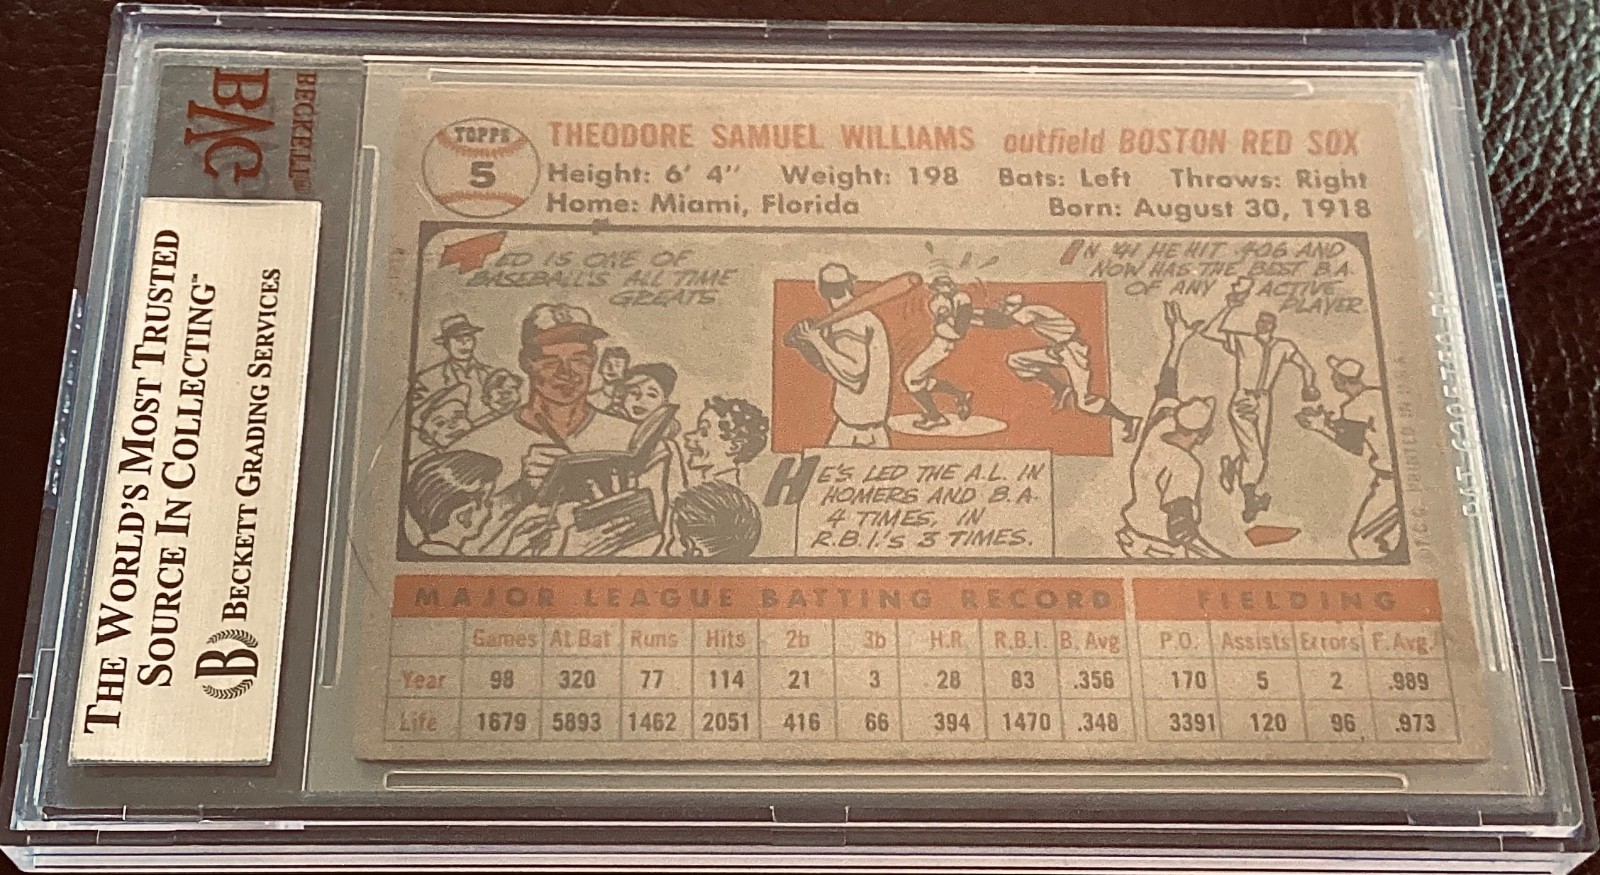 BVG
BECKETT®
THE WORLD'S MOST TRUSTED
SOURCE IN COLLECTING™
B BECKETT GRADING SERVICES
TOPPS
5
THEODORE SAMUEL WILLIAMS outfield BOSTON RED SOX
Height: 6' 4" Weight: 198 Bats: Left Throws: Right
Home: Miami, Florida Born: August 30, 1918
TED IS ONE OF
BASEBALL'S ALL TIME
GREATS
HE'S LED THE A.L. IN
HOMERS AND B.A.
4 TIMES, IN
R.B.I.'s 3 TIMES.
IN '41 HE HIT .406 AND
NOW HAS THE BEST B.A.
OF ANY ACTIVE
PLAYER
T.C.G. PRINTED IN U.S.A.
MAJOR LEAGUE BATTING RECORD FIELDING
Games At Bat Runs Hits 2b 3b H.R. R.B.I. B. Avg P.O. Assists Errors F. Avg.
Year 98 320 77 114 21 3 28 83 .356 170 5 2 .989
Life 1679 5893 1462 2051 416 66 394 1470 .348 3391 120 96 .973